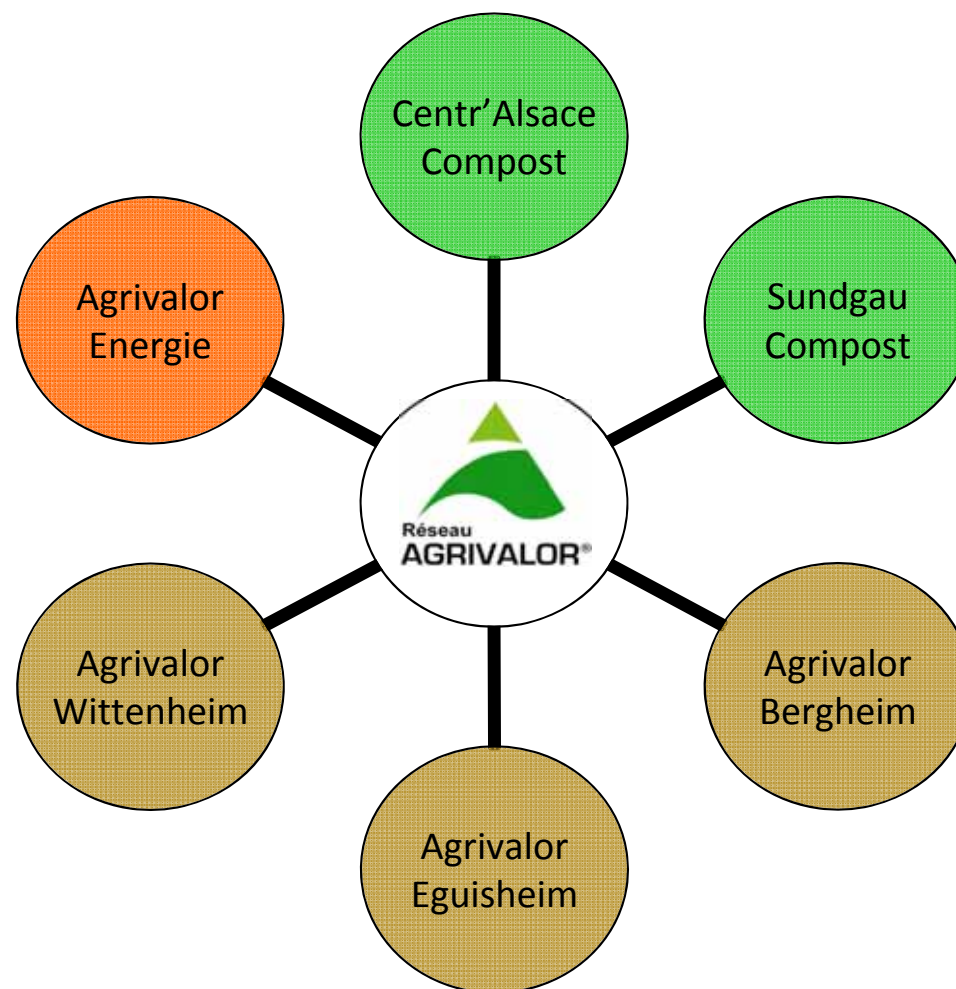 Centr’Alsace
Compost
Agrivalor
Energie
Sundgau
Compost
Réseau
AGRIVALOR®
Agrivalor
Wittenheim
Agrivalor
Bergheim
Agrivalor
Eguisheim